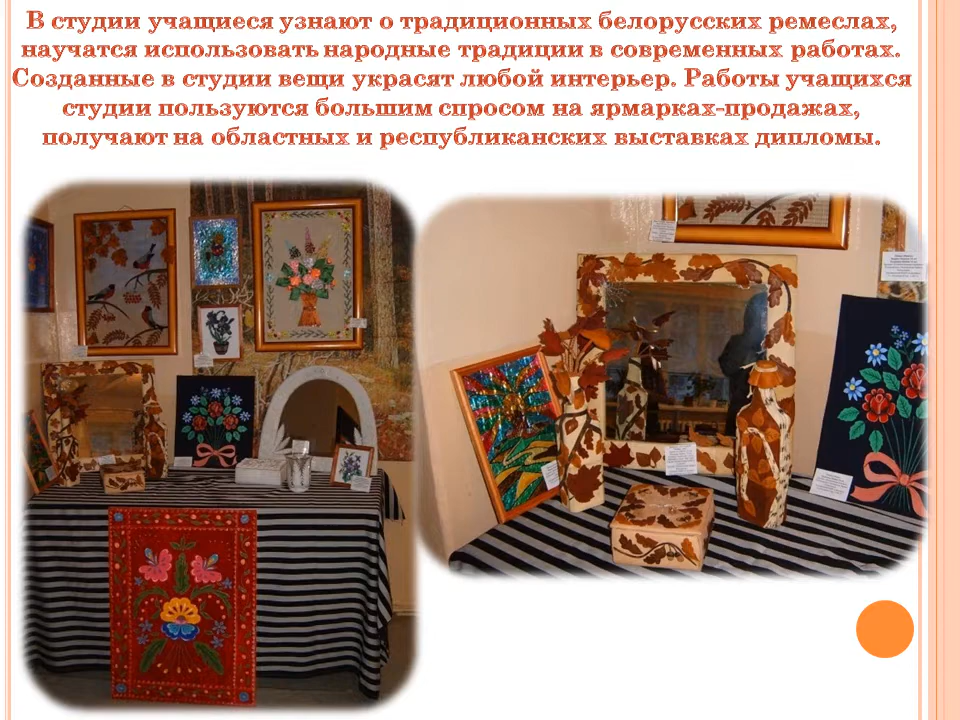 В студии учащиеся узнают о традиционных белорусских ремеслах,
научатся использовать народные традиции в современных работах.
Созданные в студии вещи украсят любой интерьер. Работы учащихся
студии пользуются большим спросом на ярмарках-продажах,
получают на областных и республиканских выставках дипломы.